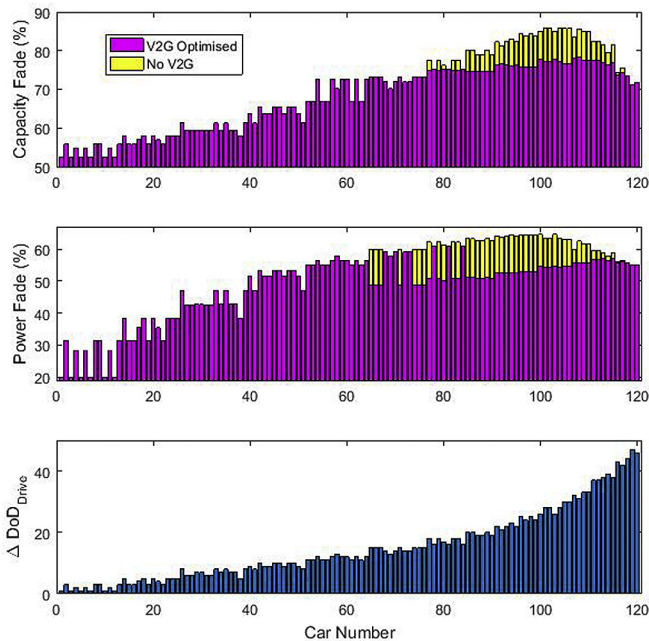 90
80
70
60
50
Capacity Fade (%)
V2G Optimised
No V2G
0 20 40 60 80 100 120
60
50
40
30
20
Power Fade (%)
0 20 40 60 80 100 120
40
20
0
Δ DoD Drive
0 20 40 60 80 100 120
Car Number